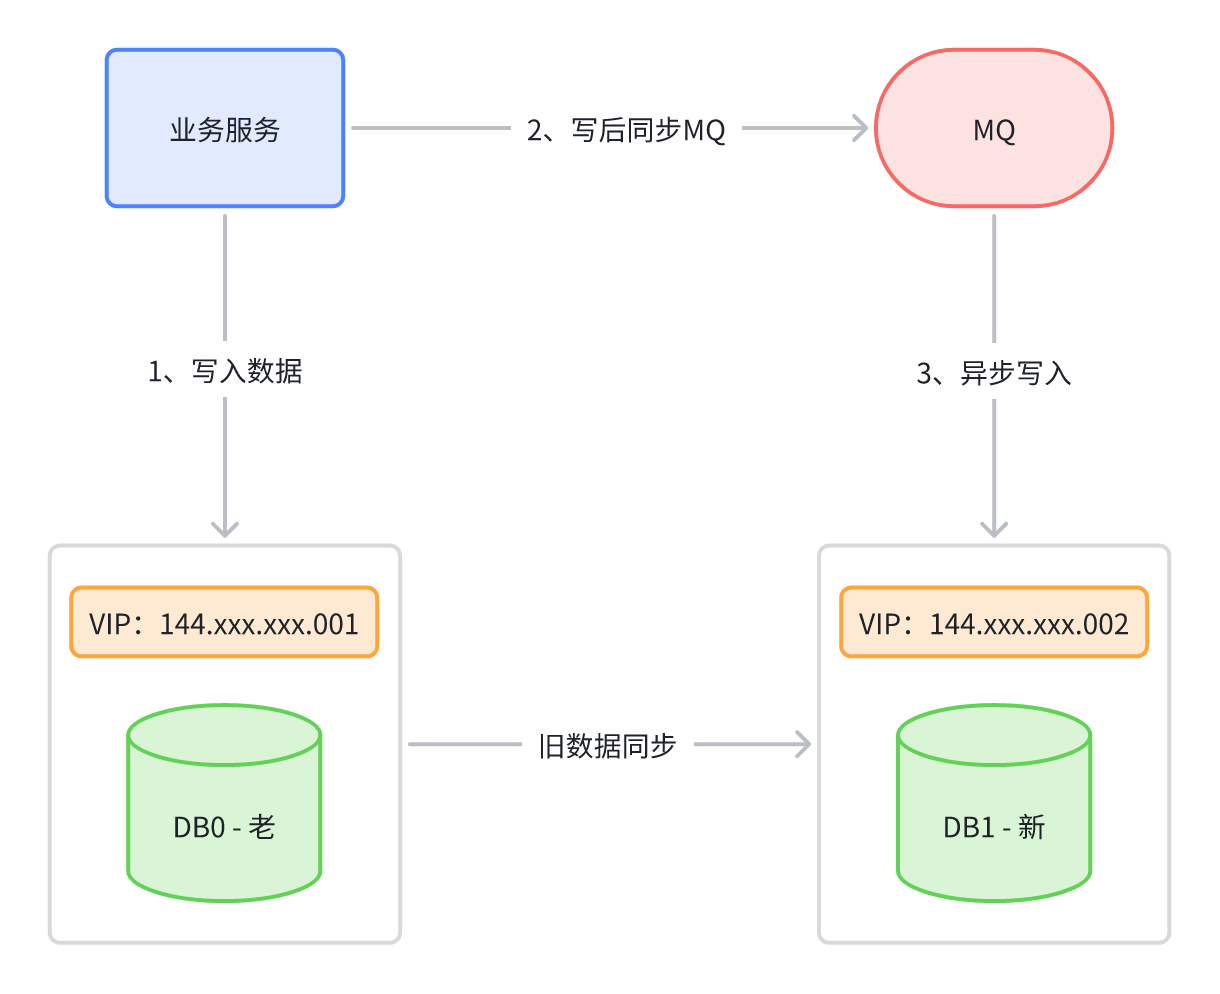 业务服务
2、写后同步MQ
MQ
1、写入数据
3、异步写入
VIP：144.xxx.xxx.001
VIP：144.xxx.xxx.002
旧数据同步
DB0 - 老
DB1 - 新